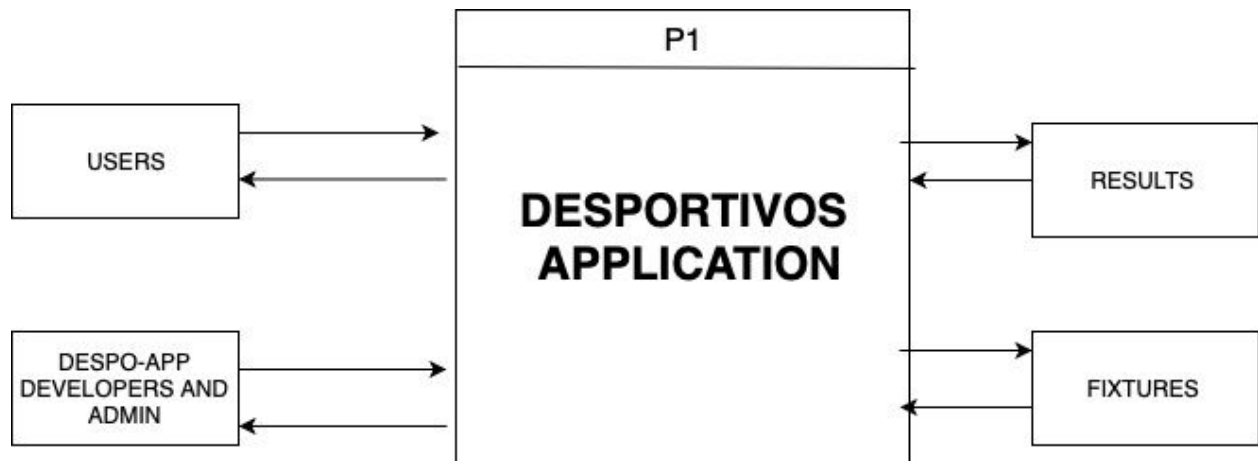 P1
USERS
DESPORTIVOS
APPLICATION
RESULTS
DESPO-APP
DEVELOPERS AND
ADMIN
FIXTURES